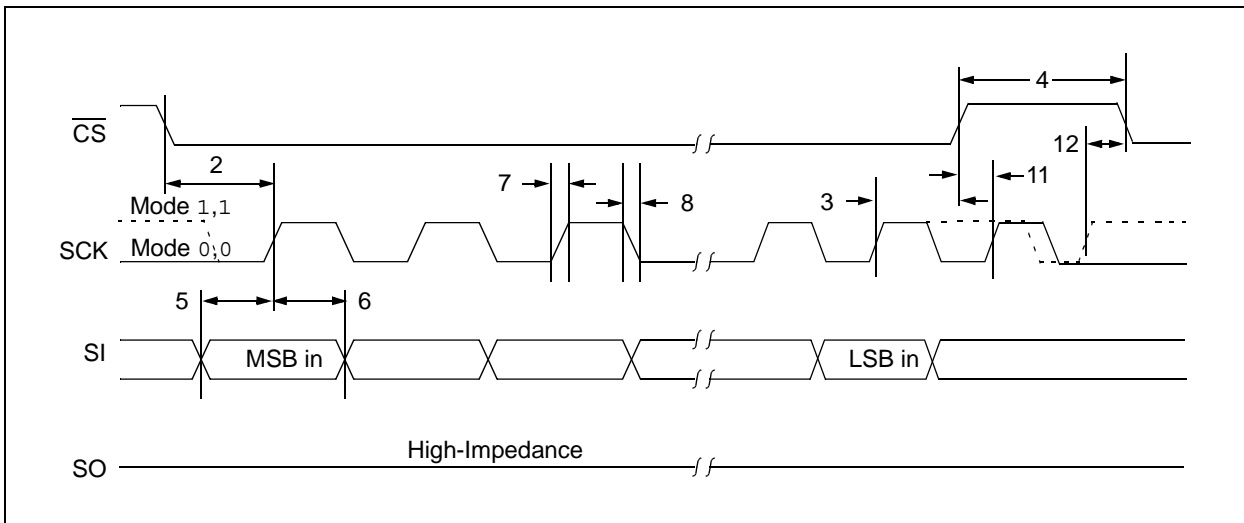 4
CS
12
2
7
8
3
11
Mode 1,1
SCK
Mode 0,0
5
6
SI
MSB in
LSB in
High-Impedance
SO